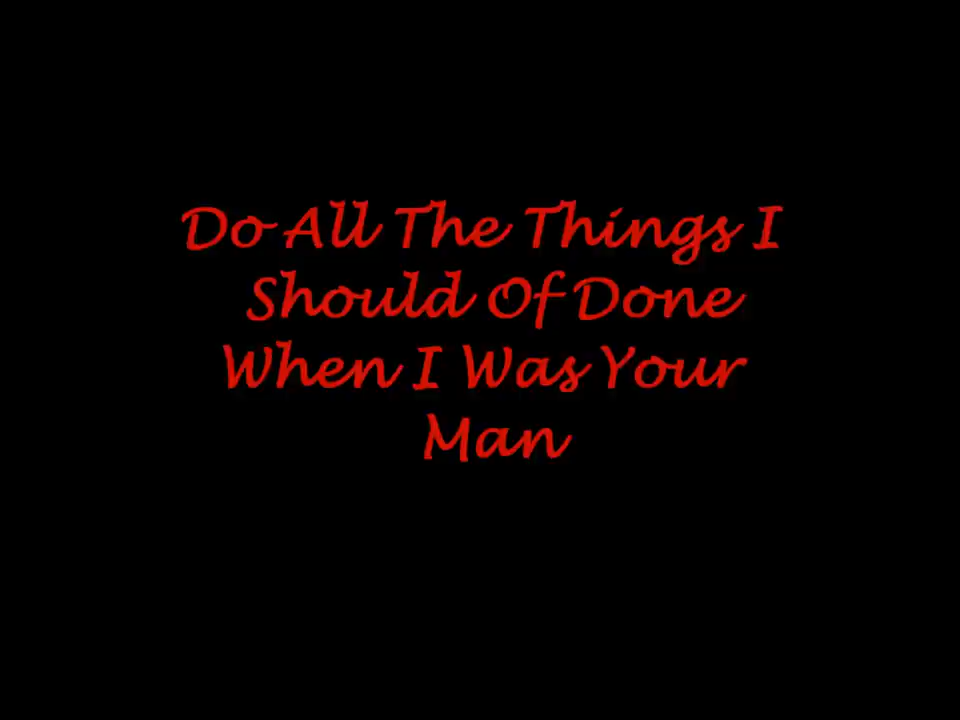 Do All The Things I
Should Of Done
When I Was Your
Man